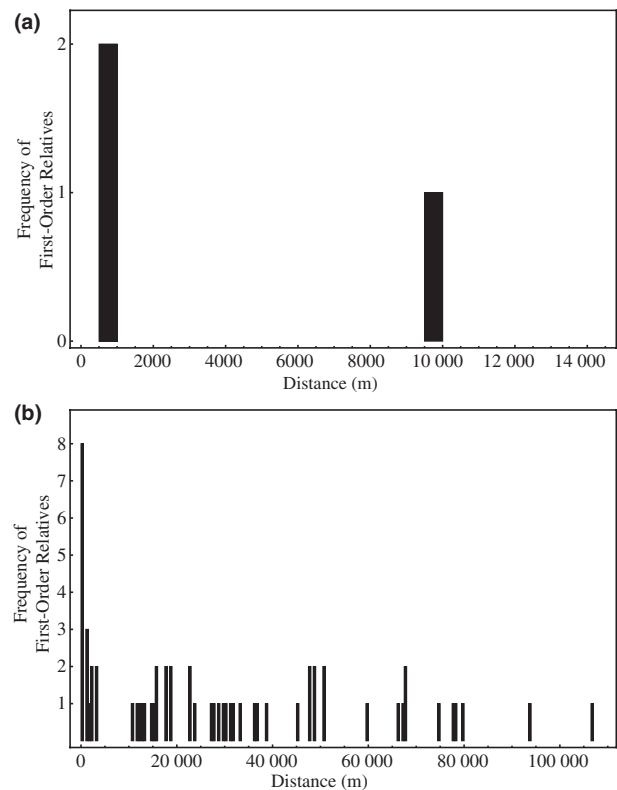 (a)
Frequency of
First-Order Relatives
2
1
0
0 2000 4000 6000 8000 10 000 12 000 14 000
Distance (m)
(b)
Frequency of
First-Order Relatives
8
7
6
5
4
3
2
1
0 20 000 40 000 60 000 80 000 100 000
Distance (m)